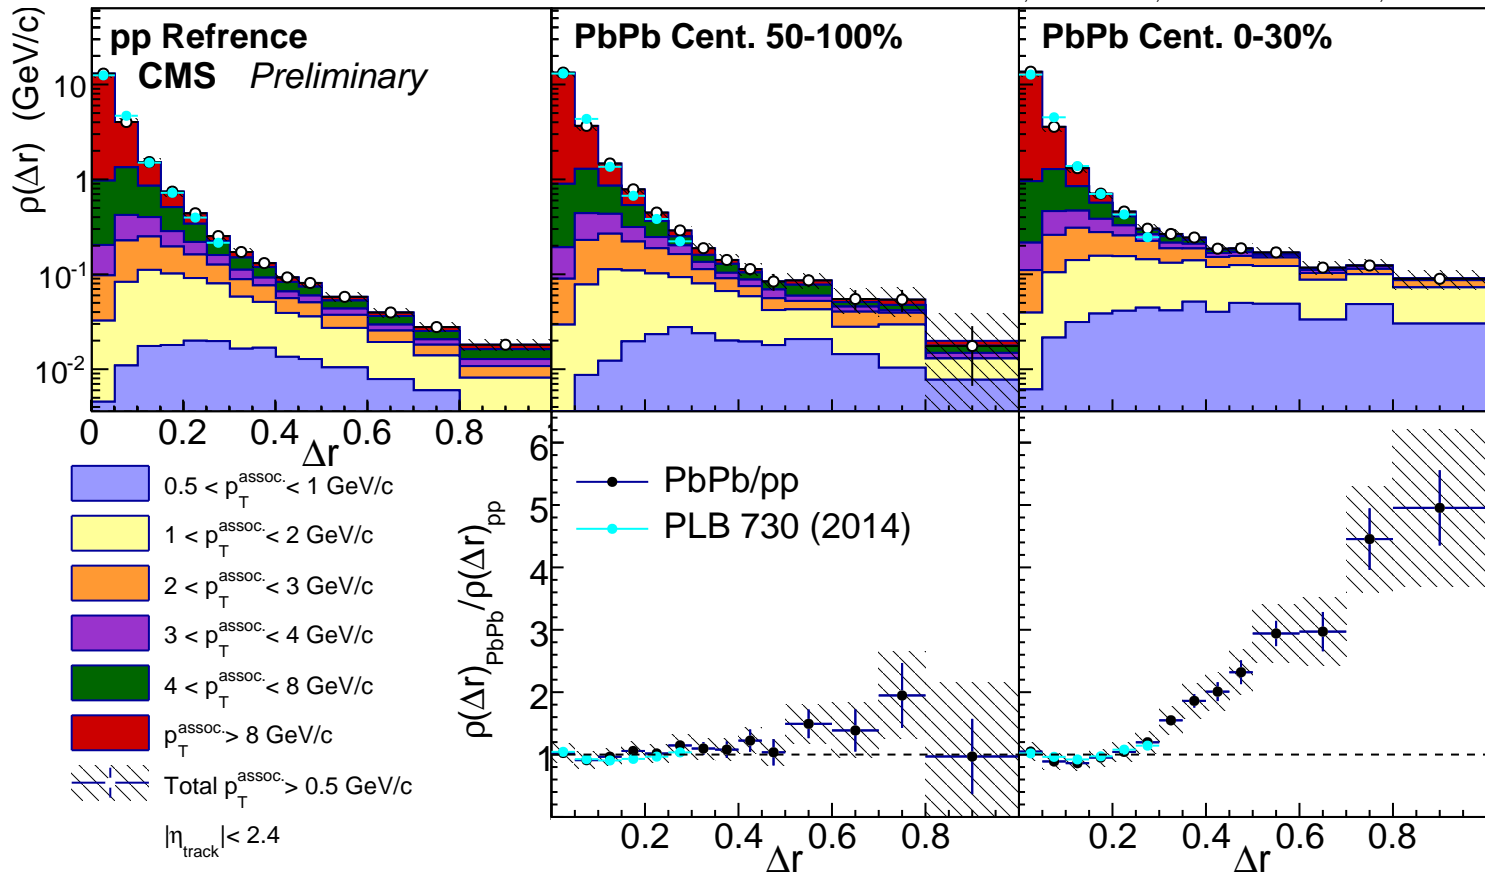 pp Refrence
CMS Preliminary
PbPb Cent. 50-100%
PbPb Cent. 0-30%
ρ(Δr) (GeV/c)
10
1
10⁻¹
10⁻²
0 0.2 0.4 0.6 0.8
Δr
0.5 < p_T^assoc. < 1 GeV/c
1 < p_T^assoc. < 2 GeV/c
2 < p_T^assoc. < 3 GeV/c
3 < p_T^assoc. < 4 GeV/c
4 < p_T^assoc. < 8 GeV/c
p_T^assoc. > 8 GeV/c
Total p_T^assoc. > 0.5 GeV/c
|η_track| < 2.4
ρ(Δr)_PbPb/ρ(Δr)_pp
6
5
4
3
2
1
PbPb/pp
PLB 730 (2014)
0.2 0.4 0.6 0.8
Δr
0.2 0.4 0.6 0.8
Δr